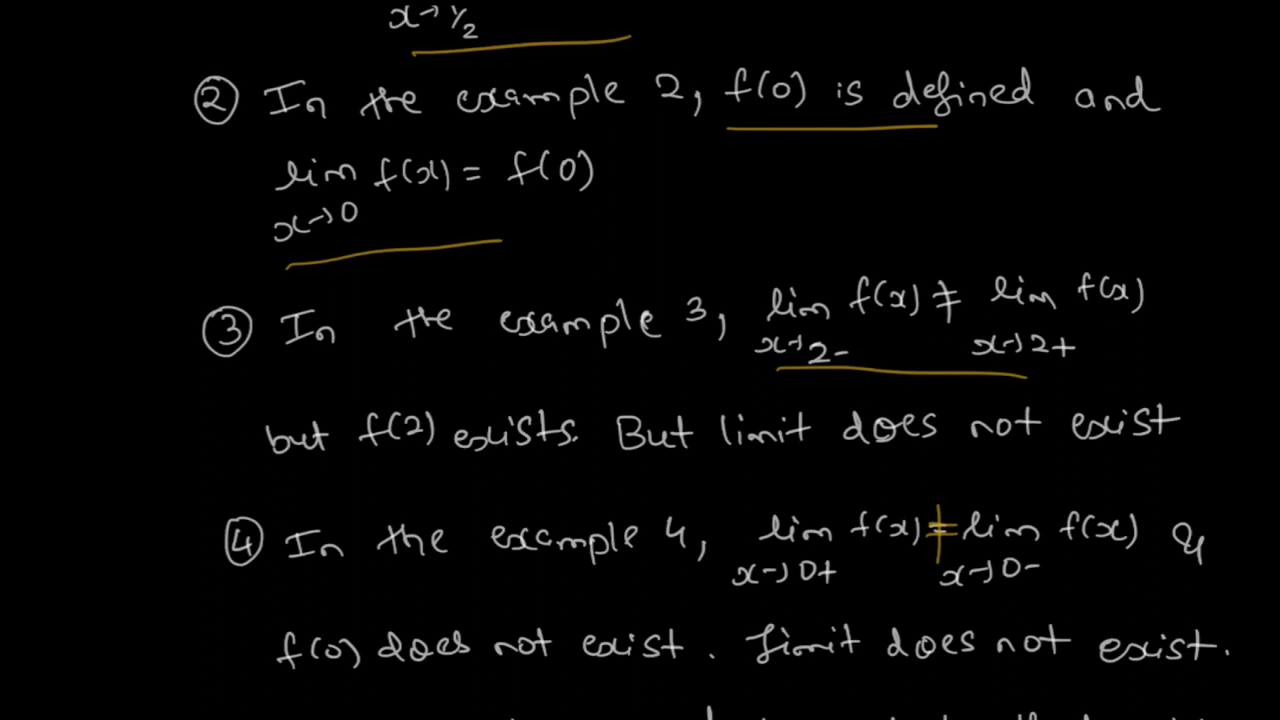 x→1/2
② In the example 2, f(0) is defined and
lim f(x) = f(0)
x→0
③ In the example 3, lim f(x) ≠ lim f(x)
x→2- x→2+
but f(2) exists. But limit does not exist
④ In the example 4, lim f(x) ≠ lim f(x) &
x→0+ x→0-
f(0) does not exist. Limit does not exist.